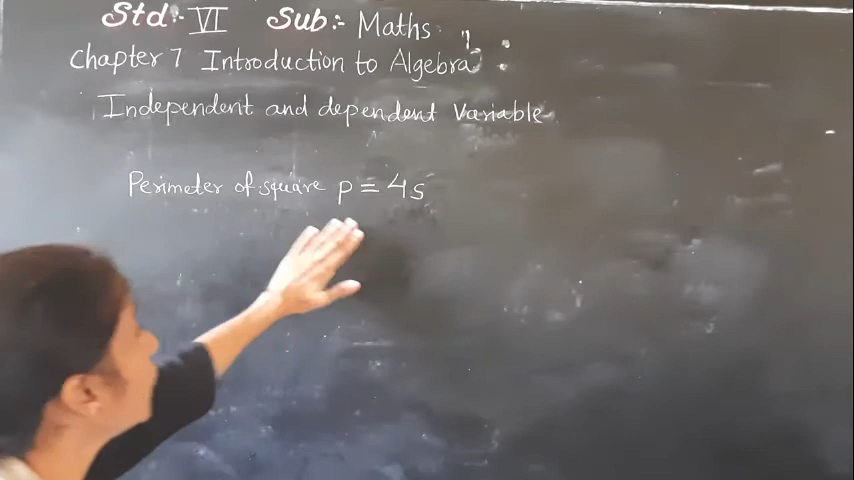 Std:- VI Sub:- Maths
Chapter 7 Introduction to Algebra
Independent and dependent Variable
Perimeter of square p = 4s